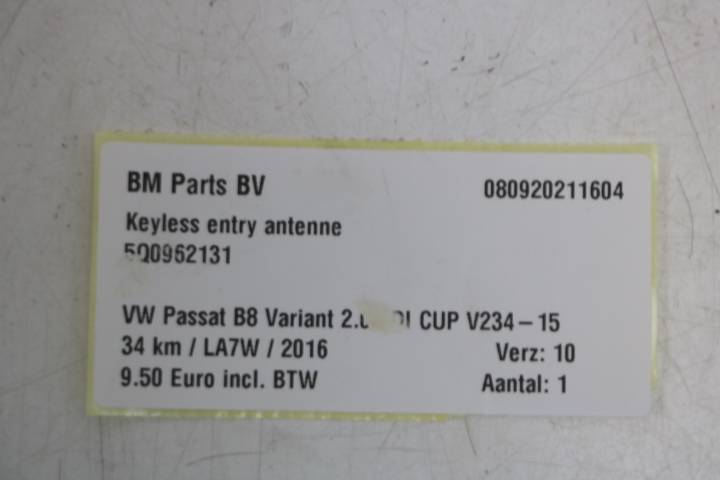 BM Parts BV 080920211604
Keyless entry antenne
5Q0962131
VW Passat B8 Variant CUP V234-15
34 km / LA7W / 2016 Verz: 10
9.50 Euro incl. BTW Aantal: 1